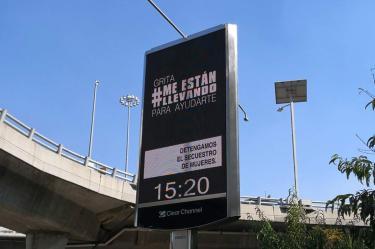 GRITA
#ME ESTÁN
LLEVANDO
PARA AYUDARTE
DETENGAMOS
EL SECUESTRO
DE MUJERES.
15:20
Clear Channel